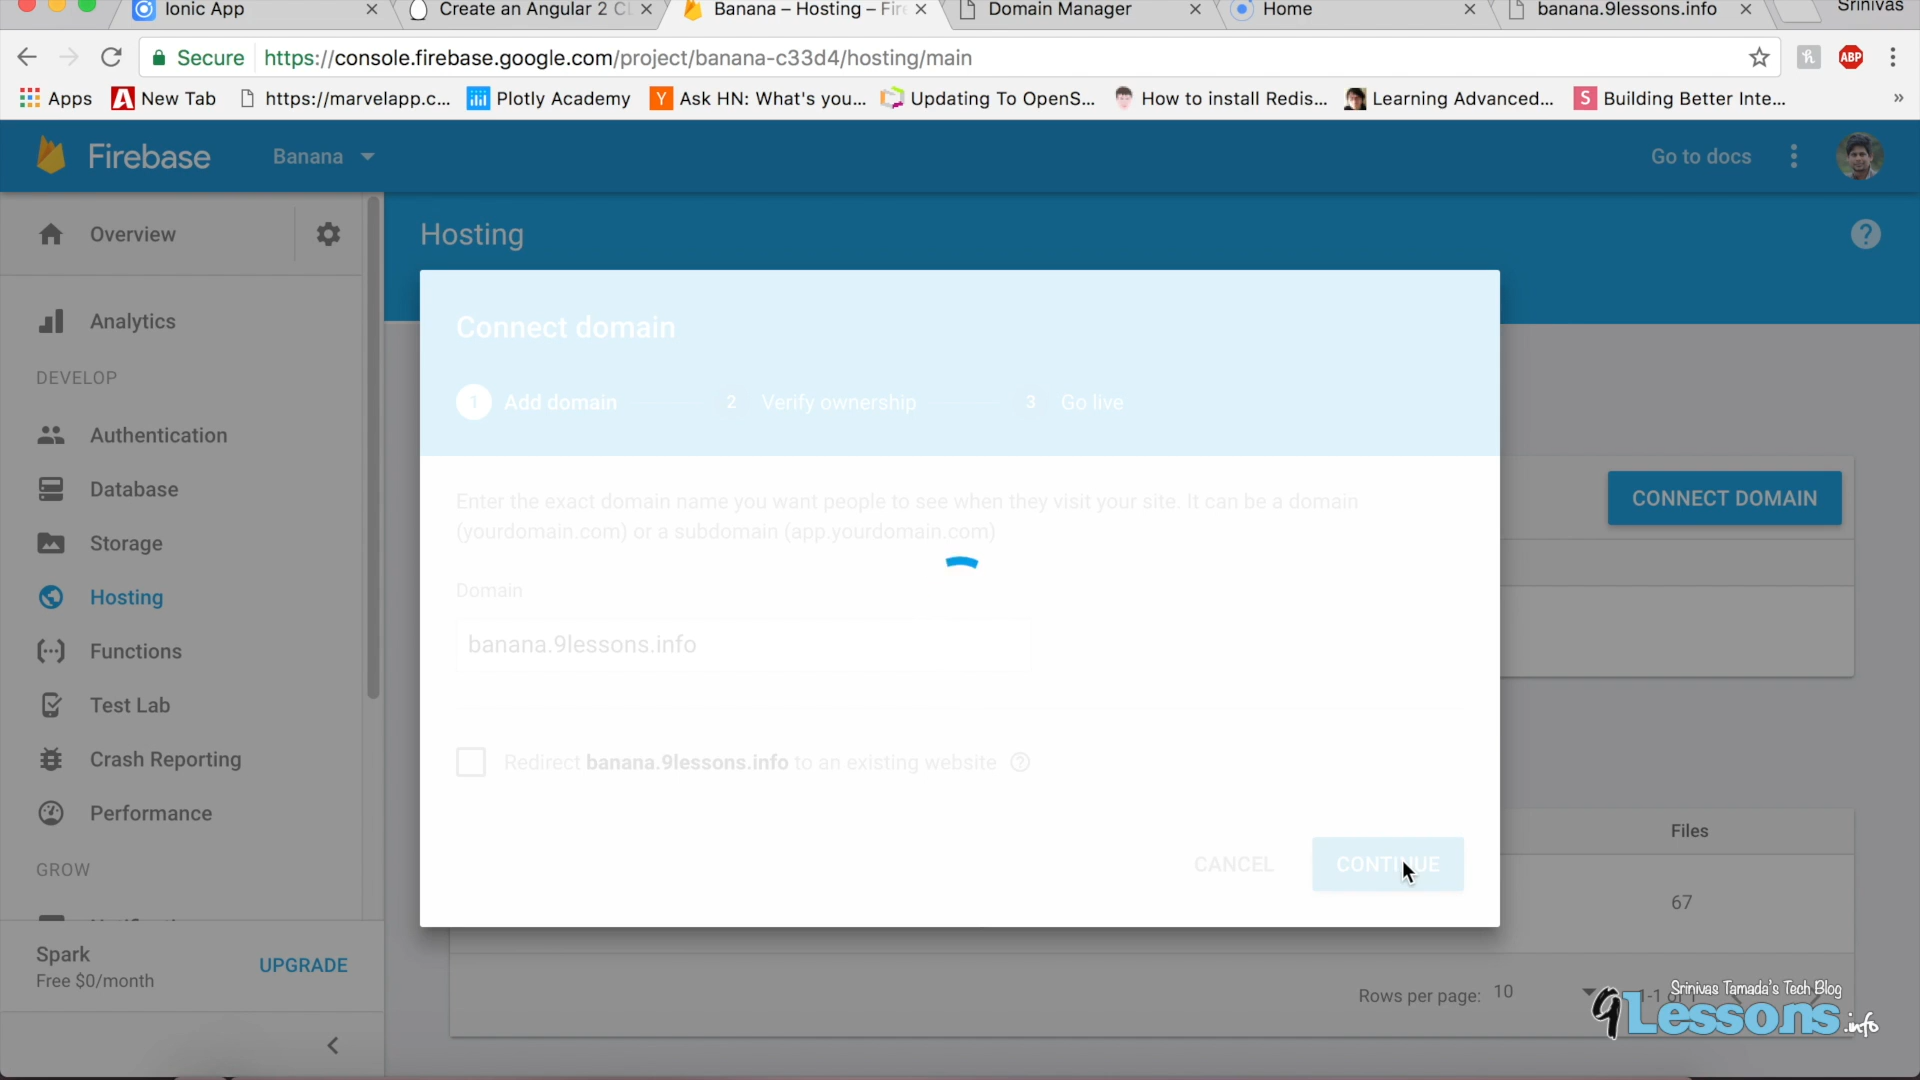 Ionic App
Create an Angular 2 C
Banana – Hosting – Fire
Domain Manager
Home
banana.9lessons.info
Srinivas
Secure
https://console.firebase.google.com/project/banana-c33d4/hosting/main
ABP
Apps
New Tab
https://marvelapp.c...
Plotly Academy
Y
Ask HN: What's you...
Updating To OpenS...
How to install Redis...
Learning Advanced...
S
Building Better Inte...
»
Firebase
Banana
Go to docs
Overview
Hosting
?
Analytics
DEVELOP
Authentication
Database
Storage
Hosting
Functions
Test Lab
Crash Reporting
Performance
GROW
Spark
Free $0/month
UPGRADE
Connect domain
1 Add domain
2 Verify ownership
3 Go live
Enter the exact domain name you want people to see when they visit your site. It can be a domain
(yourdomain.com) or a subdomain (app.yourdomain.com)
Domain
banana.9lessons.info
Redirect banana.9lessons.info to an existing website ?
CANCEL
CONTINUE
CONNECT DOMAIN
Files
67
Rows per page: 10
Srinivas Tamada's Tech Blog
9Lessons.info